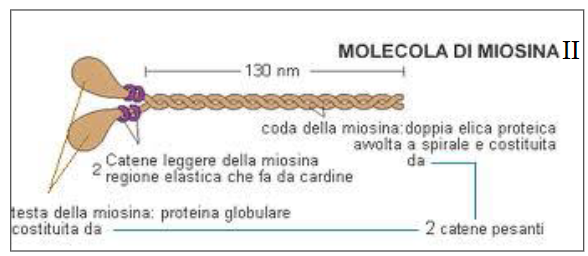 MOLECOLA DI MIOSINA II
130 nm
coda della miosina: doppia elica proteica
avvolta a spirale e costituita
da
2 Catene leggere della miosina
regione elastica che fa da cardine
testa della miosina: proteina globulare
costituita da
2 catene pesanti